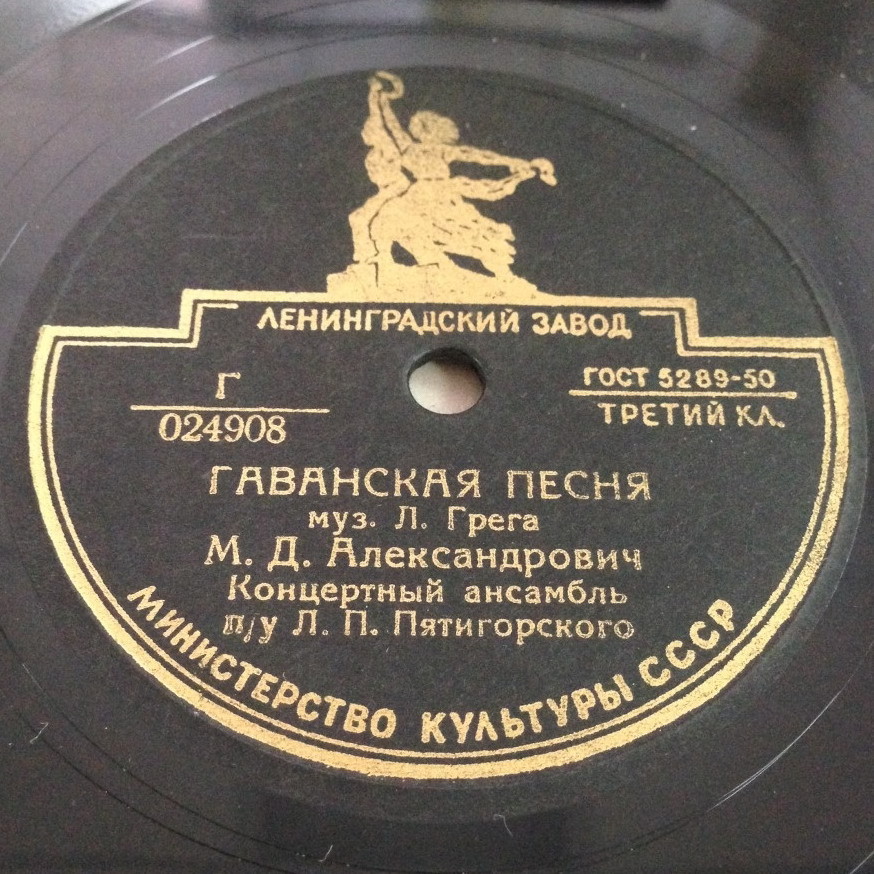 ЛЕНИНГРАДСКИЙ ЗАВОД
Г
024908
ГОСТ 5289-50
ТРЕТИЙ КЛ.
ГАВАНСКАЯ ПЕСНЯ
муз. Л. Грега
М. Д. Александрович
Концертный ансамбль
п/у Л. П. Пятигорского
МИНИСТЕРСТВО КУЛЬТУРЫ СССР